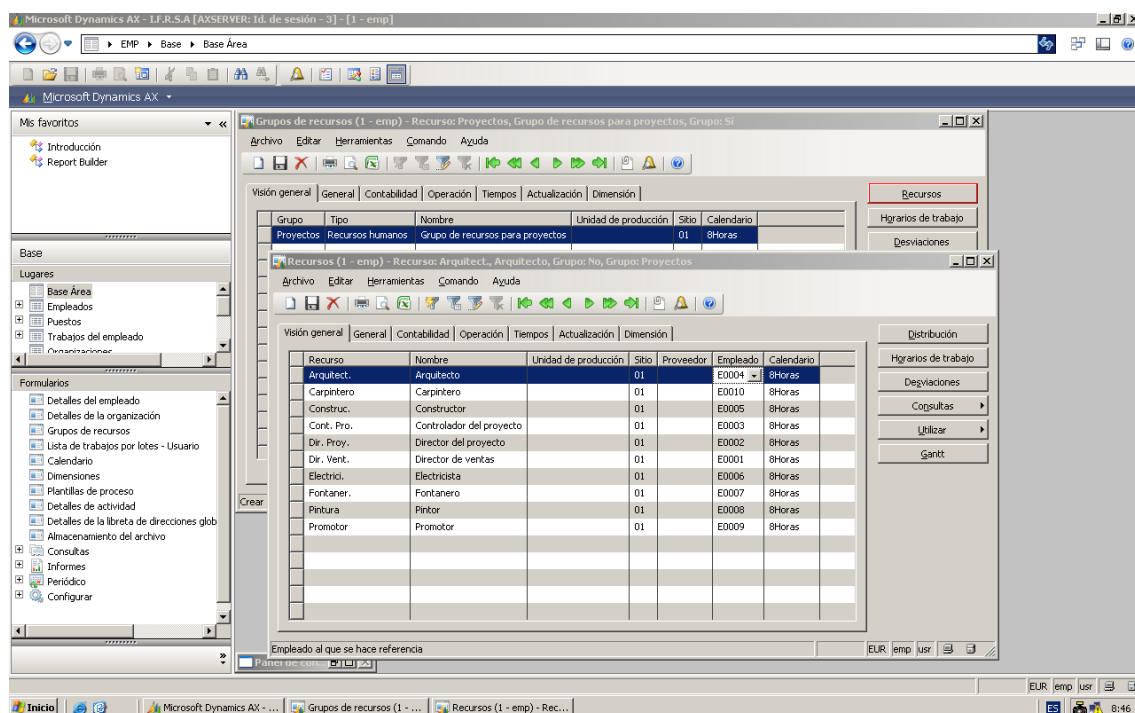 Microsoft Dynamics AX - I.F.R.S.A [AXSERVER: Id. de sesión - 3] - [1 - emp]
EMP Base Base Área
Microsoft Dynamics AX
Mis favoritos
Introducción
Report Builder
Base
Lugares
Base Área
Empleados
Puestos
Trabajos del empleado
Organizaciones
Formularios
Detalles del empleado
Detalles de la organización
Grupos de recursos
Lista de trabajos por lotes - Usuario
Calendario
Dimensiones
Plantillas de proceso
Detalles de actividad
Detalles de la libreta de direcciones glob
Almacenamiento del archivo
Consultas
Informes
Periódico
Configurar
Grupos de recursos (1 - emp) - Recurso: Proyectos, Grupo de recursos para proyectos, Grupo: Sí
Archivo Editar Herramientas Comando Ayuda
Visión general General Contabilidad Operación Tiempos Actualización Dimensión
Recursos
Horarios de trabajo
Desviaciones
Grupo Tipo Nombre Unidad de producción Sitio Calendario
Proyectos Recursos humanos Grupo de recursos para proyectos 01 8Horas
Crear
Recursos (1 - emp) - Recurso: Arquitect., Arquitecto, Grupo: No, Grupo: Proyectos
Archivo Editar Herramientas Comando Ayuda
Visión general General Contabilidad Operación Tiempos Actualización Dimensión
Recurso Nombre Unidad de producción Sitio Proveedor Empleado Calendario
Arquitect. Arquitecto 01 E0004 8Horas
Carpintero Carpintero 01 E0010 8Horas
Construc. Constructor 01 E0005 8Horas
Cont. Pro. Controlador del proyecto 01 E0003 8Horas
Dir. Proy. Director del proyecto 01 E0002 8Horas
Dir. Vent. Director de ventas 01 E0001 8Horas
Electrici. Electricista 01 E0006 8Horas
Fontaner. Fontanero 01 E0007 8Horas
Pintura Pintor 01 E0008 8Horas
Promotor Promotor 01 E0009 8Horas
Distribución
Horarios de trabajo
Desviaciones
Consultas
Utilizar
Gantt
Empleado al que se hace referencia
EUR emp usr
Panel de con...
EUR emp usr
Inicio Microsoft Dynamics AX - ... Grupos de recursos (1 - ... Recursos (1 - emp) - Rec... ES 8:46